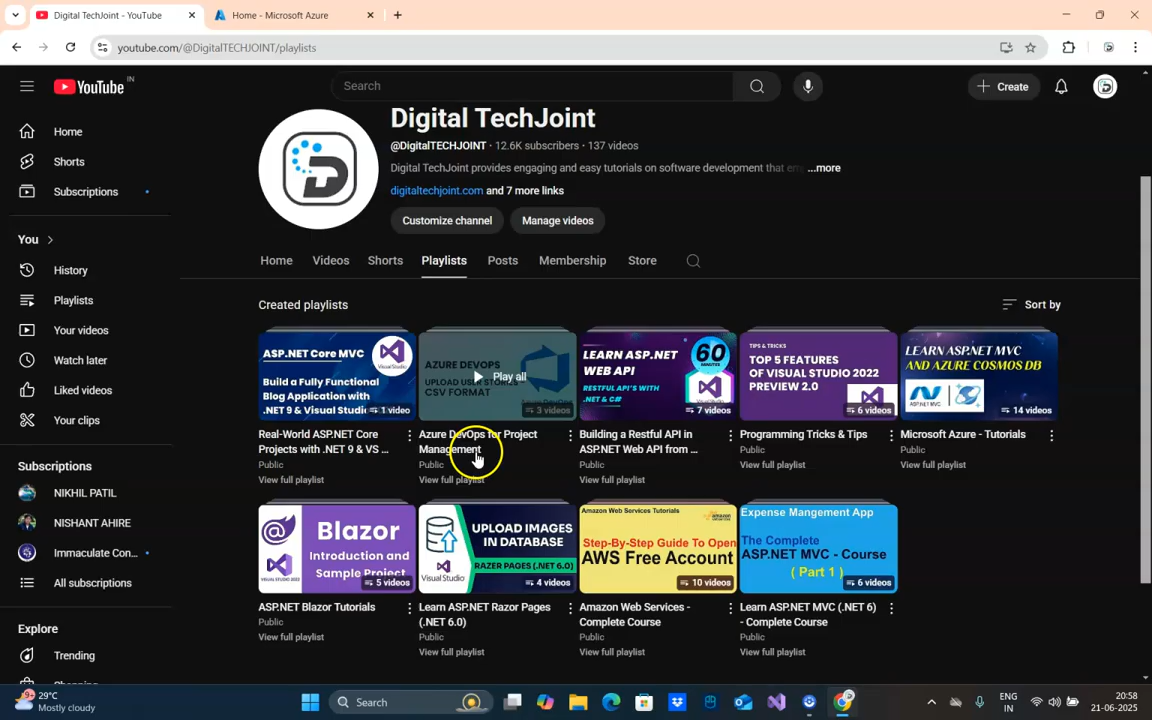 Digital TechJoint - YouTube
Home - Microsoft Azure
youtube.com/@DigitalTECHJOINT/playlists
YouTube IN
Search
Create
Home
Shorts
Subscriptions
You
History
Playlists
Your videos
Watch later
Liked videos
Your clips
Subscriptions
NIKHIL PATIL
NISHANT AHIRE
Immaculate Con...
All subscriptions
Explore
Trending
Digital TechJoint
@DigitalTECHJOINT • 12.6K subscribers • 137 videos
Digital TechJoint provides engaging and easy tutorials on software development that ...more
digitaltechjoint.com and 7 more links
Customize channel
Manage videos
Home
Videos
Shorts
Playlists
Posts
Membership
Store
Created playlists
Sort by
ASP.NET Core MVC
Build a Fully Functional
Blog Application with
.NET 9 & Visual Studio
1 video
Real-World ASP.NET Core
Projects with .NET 9 & VS ...
Public
View full playlist
AZURE DEVOPS
UPLOAD USER STORIES
CSV FORMAT
Play all
3 videos
Azure DevOps for Project
Management
Public
View full playlist
LEARN ASP.NET
WEB API
RESTFUL API'S WITH
.NET & C#
60
7 videos
Building a Restful API in
ASP.NET Web API from ...
Public
View full playlist
TIPS & TRICKS
TOP 5 FEATURES
OF VISUAL STUDIO 2022
PREVIEW 2.0
6 videos
Programming Tricks & Tips
Public
View full playlist
LEARN ASP.NET MVC
AND AZURE COSMOS DB
14 videos
Microsoft Azure - Tutorials
Public
View full playlist
Blazor
Introduction and
Sample Project
5 videos
ASP.NET Blazor Tutorials
Public
View full playlist
UPLOAD IMAGES
IN DATABASE
RAZER PAGES (.NET 6.0)
Visual Studio
4 videos
Learn ASP.NET Razor Pages
(.NET 6.0)
Public
View full playlist
Amazon Web Services Tutorials
Step-By-Step Guide To Open
AWS Free Account
10 videos
Amazon Web Services -
Complete Course
Public
View full playlist
Expense Mangement App
The Complete
ASP.NET MVC - Course
( Part 1 )
6 videos
Learn ASP.NET MVC (.NET 6)
- Complete Course
Public
View full playlist
29°C
Mostly cloudy
Search
ENG
IN
20:58
21-06-2025